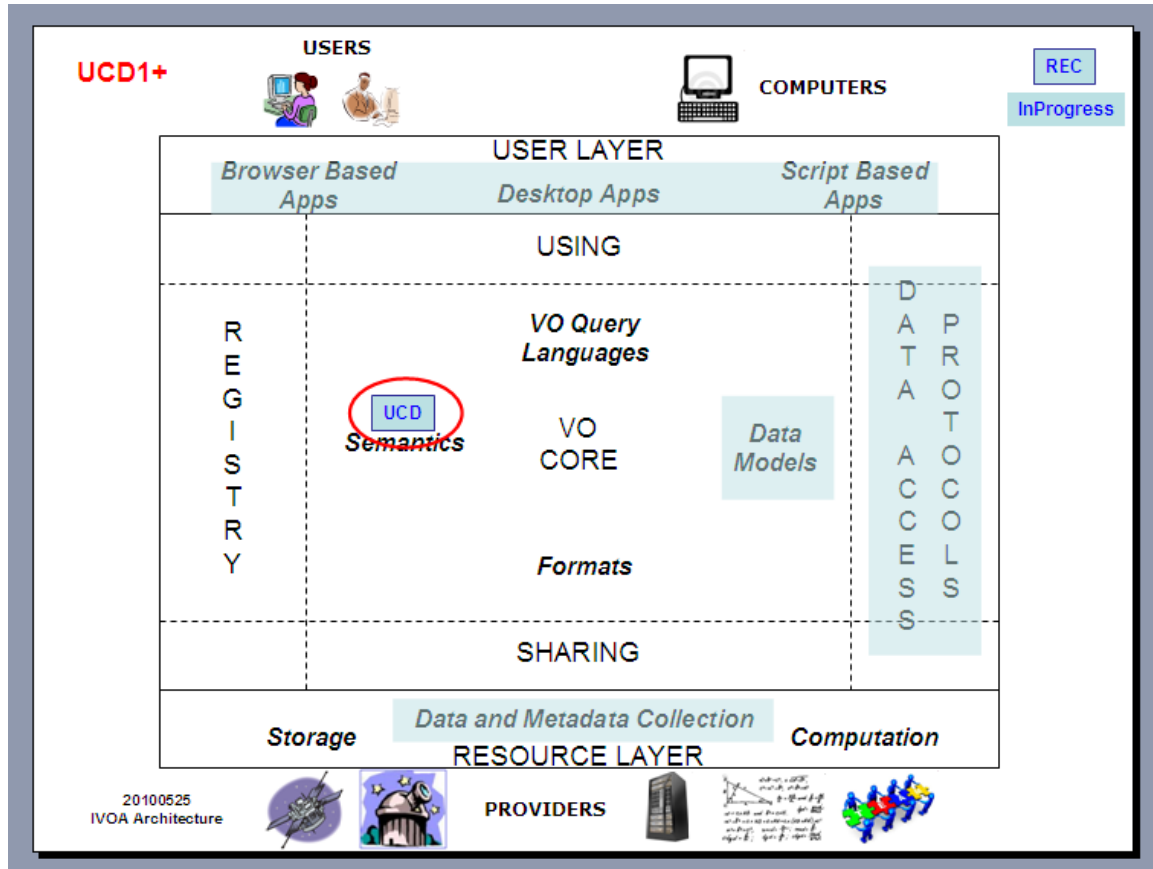 UCD1+
USERS
COMPUTERS
REC
InProgress
USER LAYER
Browser Based
Apps
Desktop Apps
Script Based
Apps
USING
REGISTRY
VO Query
Languages
UCD
Semantics
VO
CORE
Data
Models
Formats
DATA ACCESS
PROTOCOLS
SHARING
Storage
Data and Metadata Collection
Computation
RESOURCE LAYER
20100525
IVOA Architecture
PROVIDERS